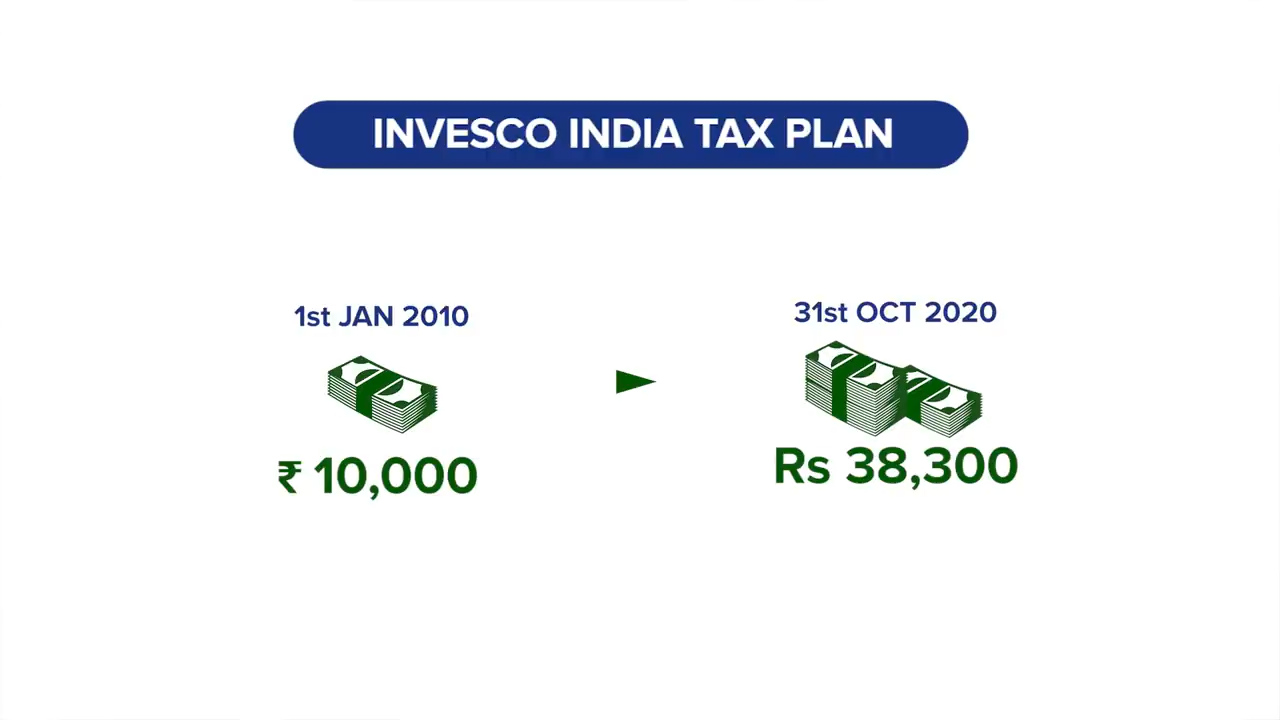 INVESCO INDIA TAX PLAN
1st JAN 2010
31st OCT 2020
₹ 10,000
Rs 38,300